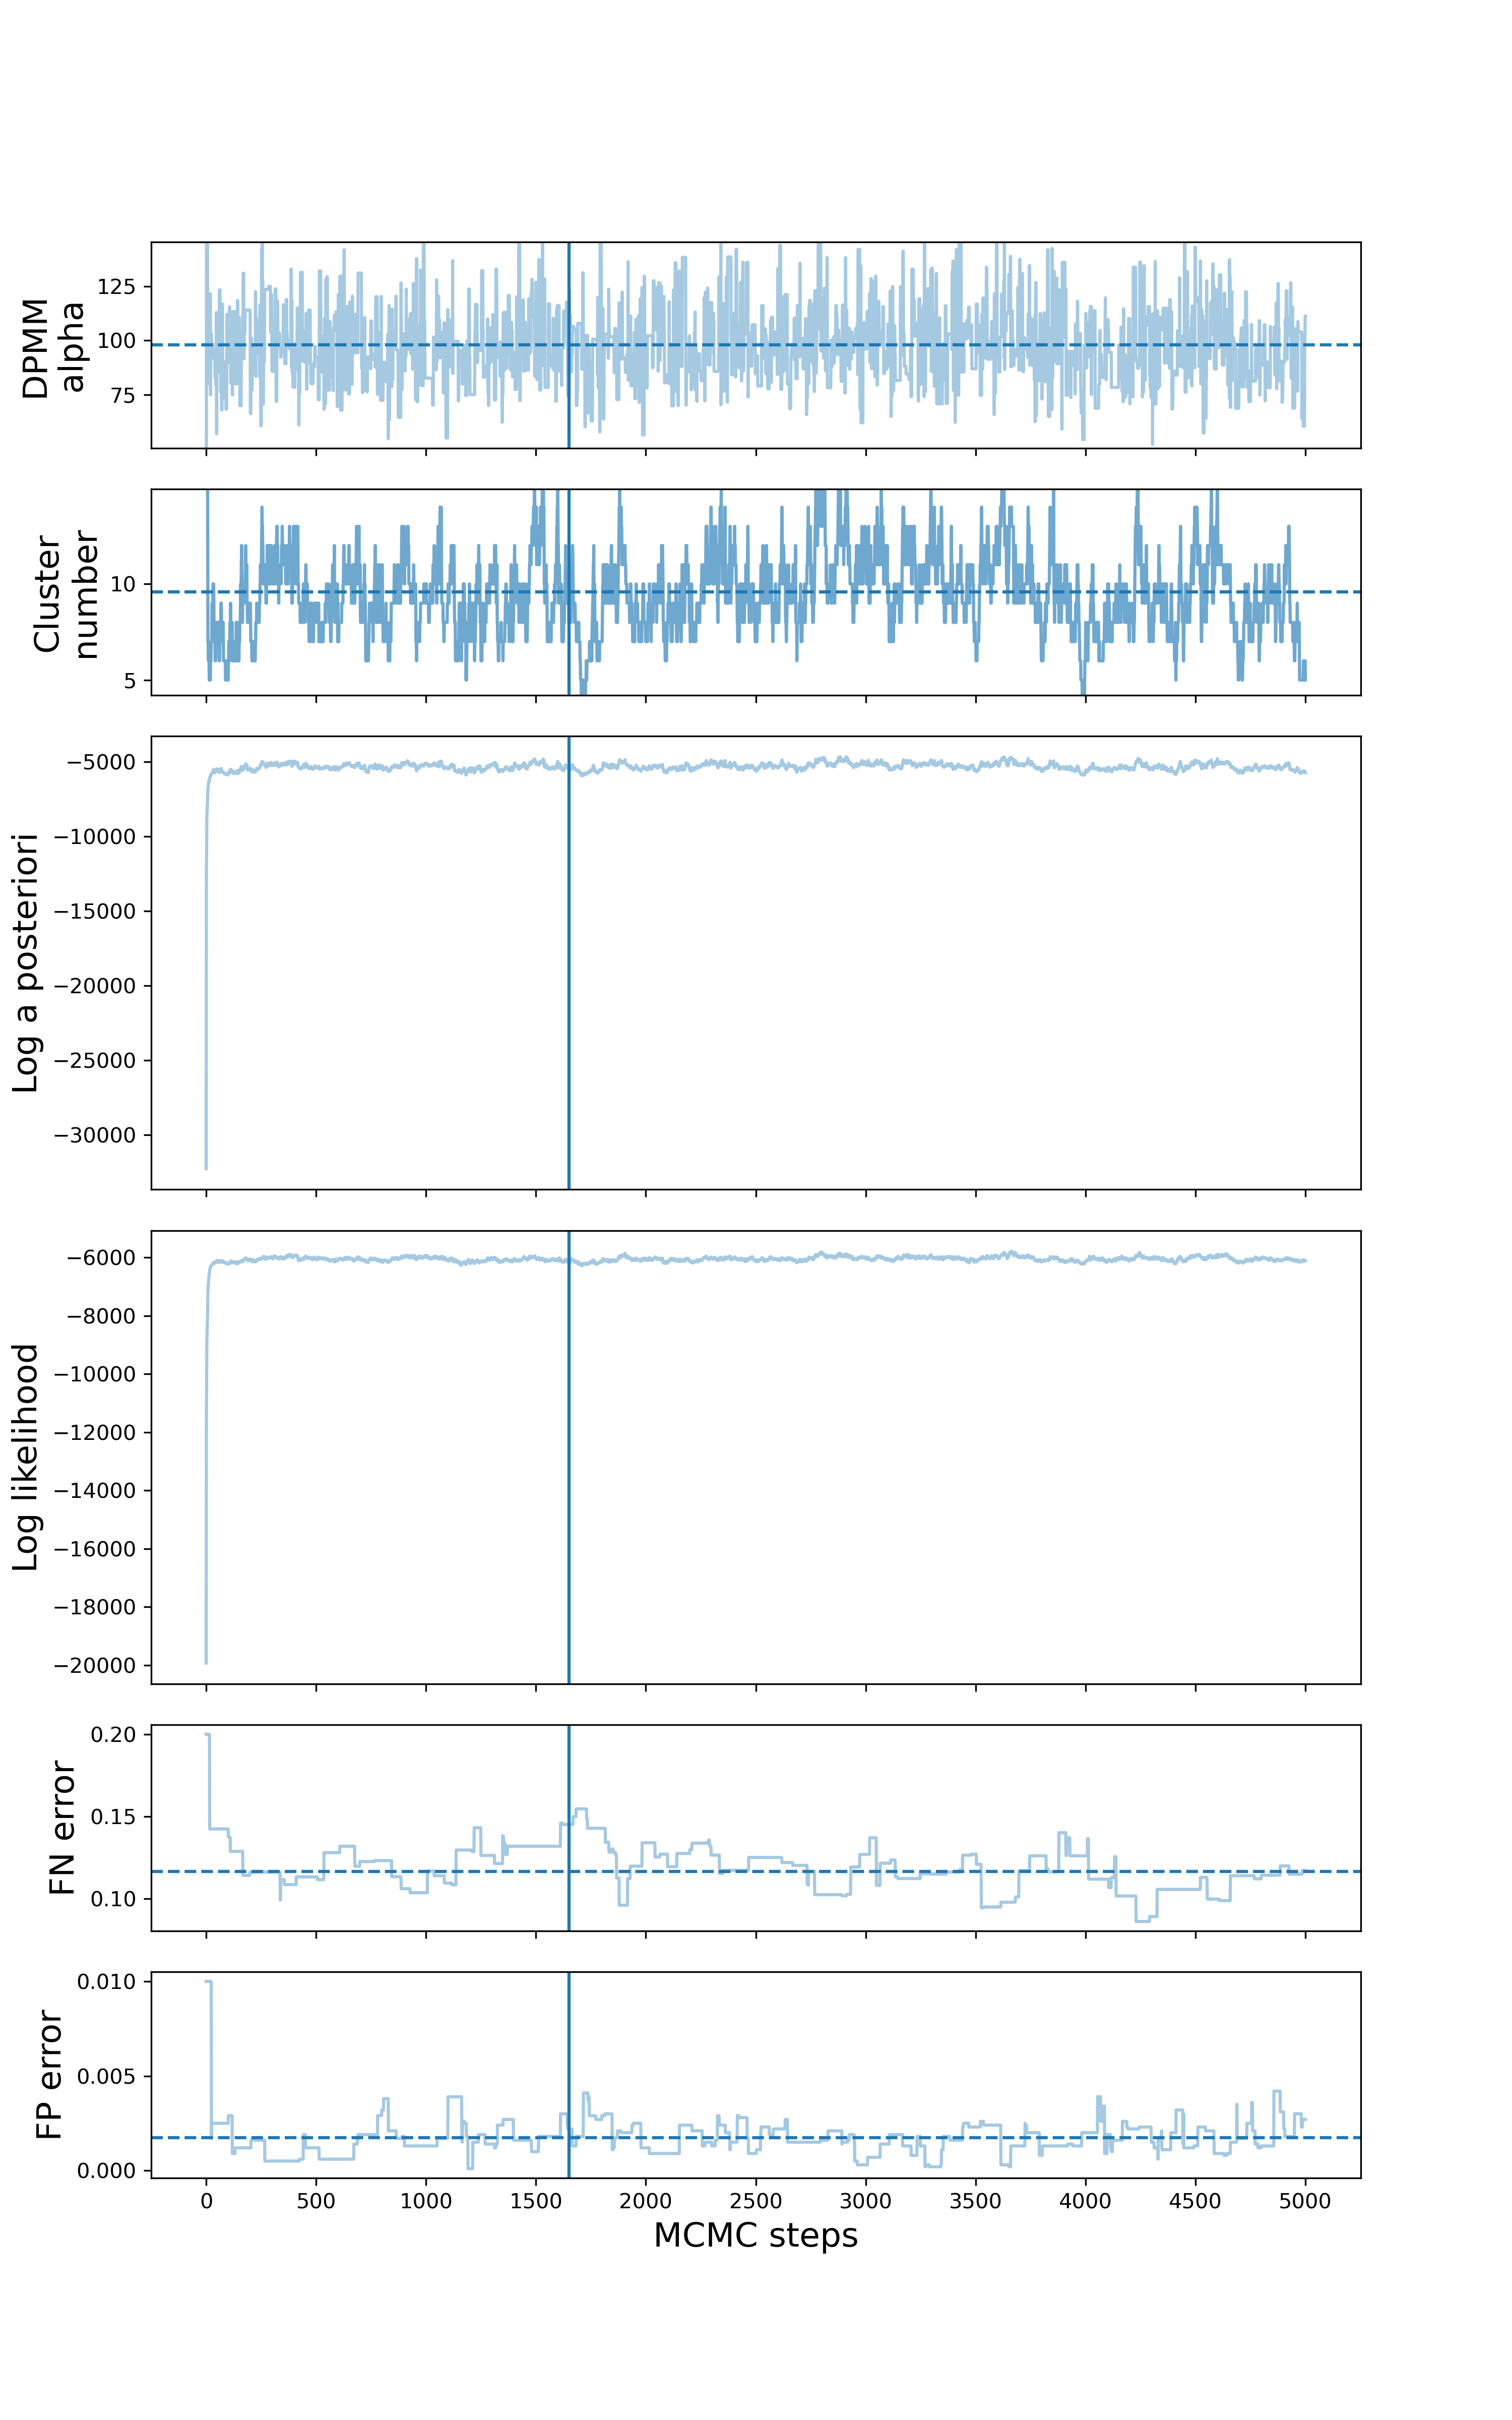 DPMM
alpha
125
100
75
Cluster
number
10
5
Log a posteriori
−5000
−10000
−15000
−20000
−25000
−30000
Log likelihood
−6000
−8000
−10000
−12000
−14000
−16000
−18000
−20000
FN error
0.20
0.15
0.10
FP error
0.010
0.005
0.000
0 500 1000 1500 2000 2500 3000 3500 4000 4500 5000
MCMC steps